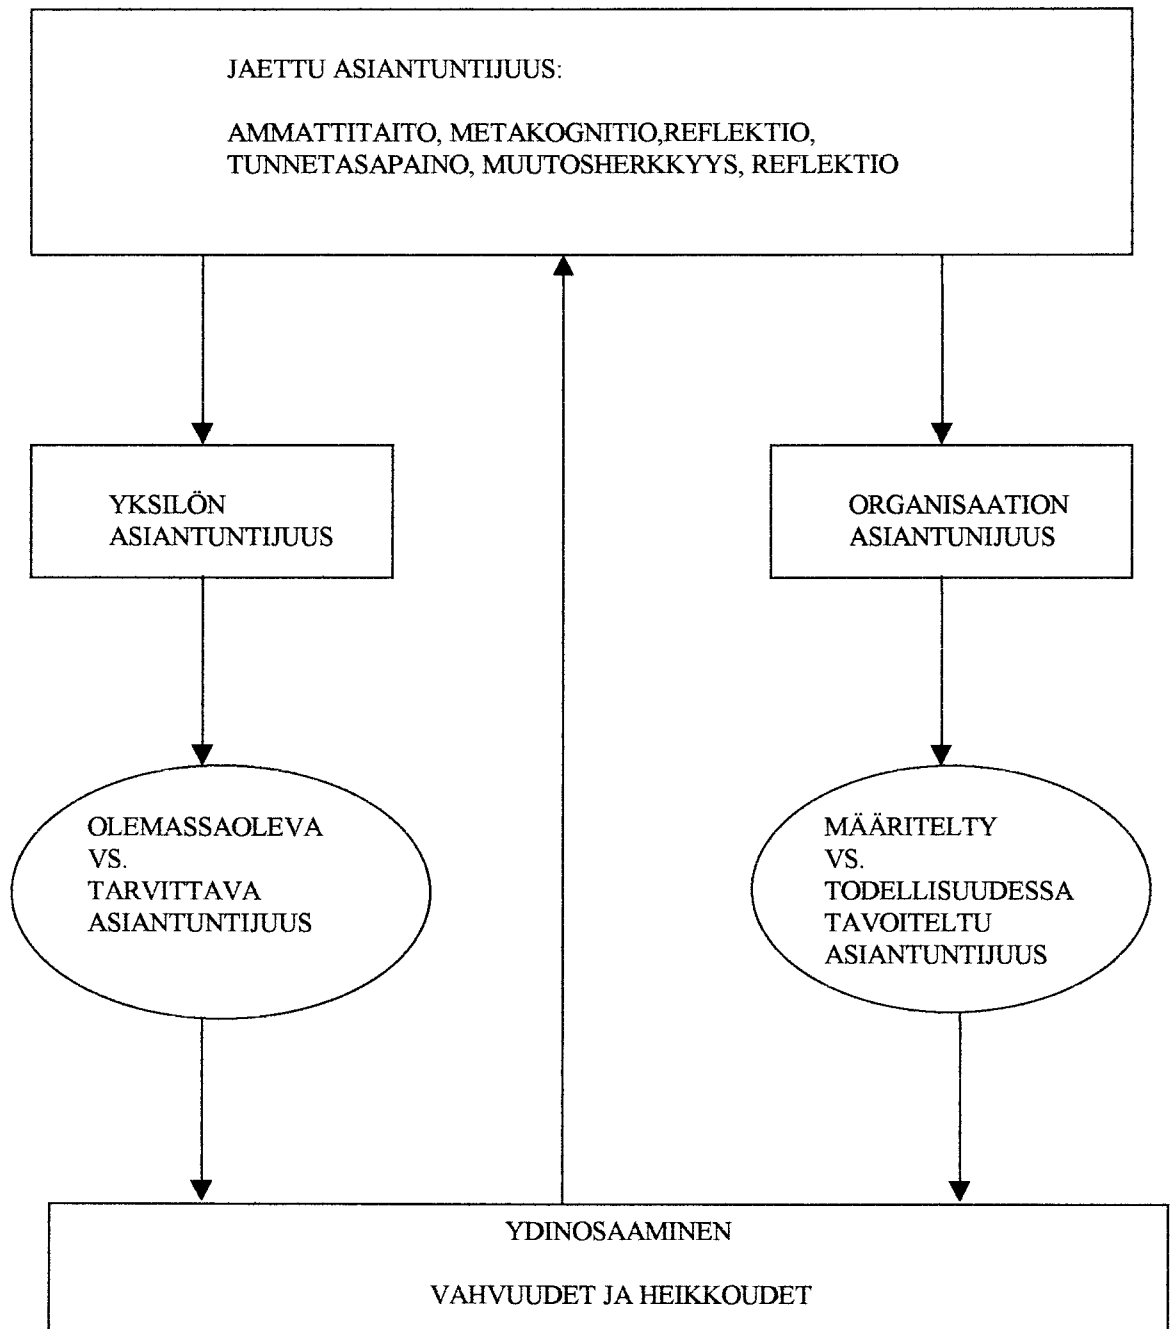 JAETTU ASIANTUNTIJUUS:
AMMATTITAITO, METAKOGNITIO,REFLEKTIO,
TUNNETASAPAINO, MUUTOSHERKKYYS, REFLEKTIO
YKSILÖN
ASIANTUNTIJUUS
ORGANISAATION
ASIANTUNIJUUS
OLEMASSAOLEVA
VS.
TARVITTAVA
ASIANTUNTIJUUS
MÄÄRITELTY
VS.
TODELLISUUDESSA
TAVOITELTU
ASIANTUNTIJUUS
YDINOSAAMINEN
VAHVUUDET JA HEIKKOUDET